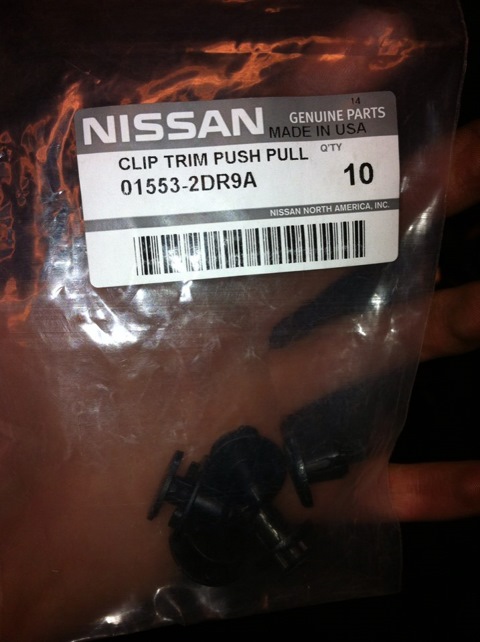 14
NISSAN GENUINE PARTS
MADE IN USA
CLIP TRIM PUSH PULL Q'TY
01553-2DR9A 10
NISSAN NORTH AMERICA, INC.